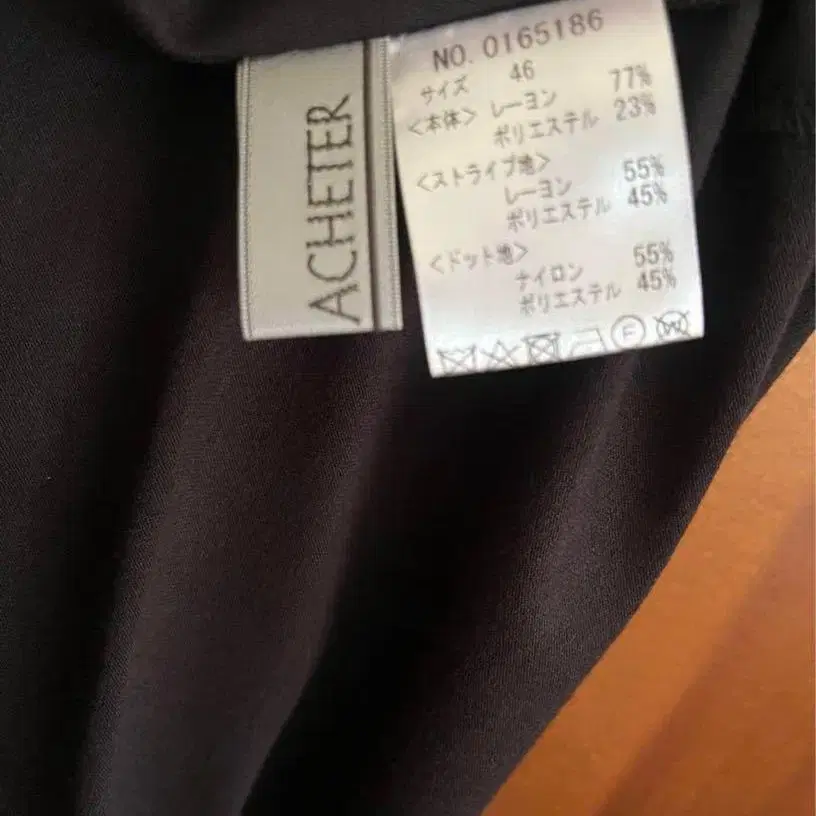 ACHETER
NO. 0165186
サイズ 46
<本体> レーヨン 77%
ポリエステル 23%
<ストライプ地>
レーヨン 55%
ポリエステル 45%
<ドット地>
ナイロン 55%
ポリエステル 45%
F
W